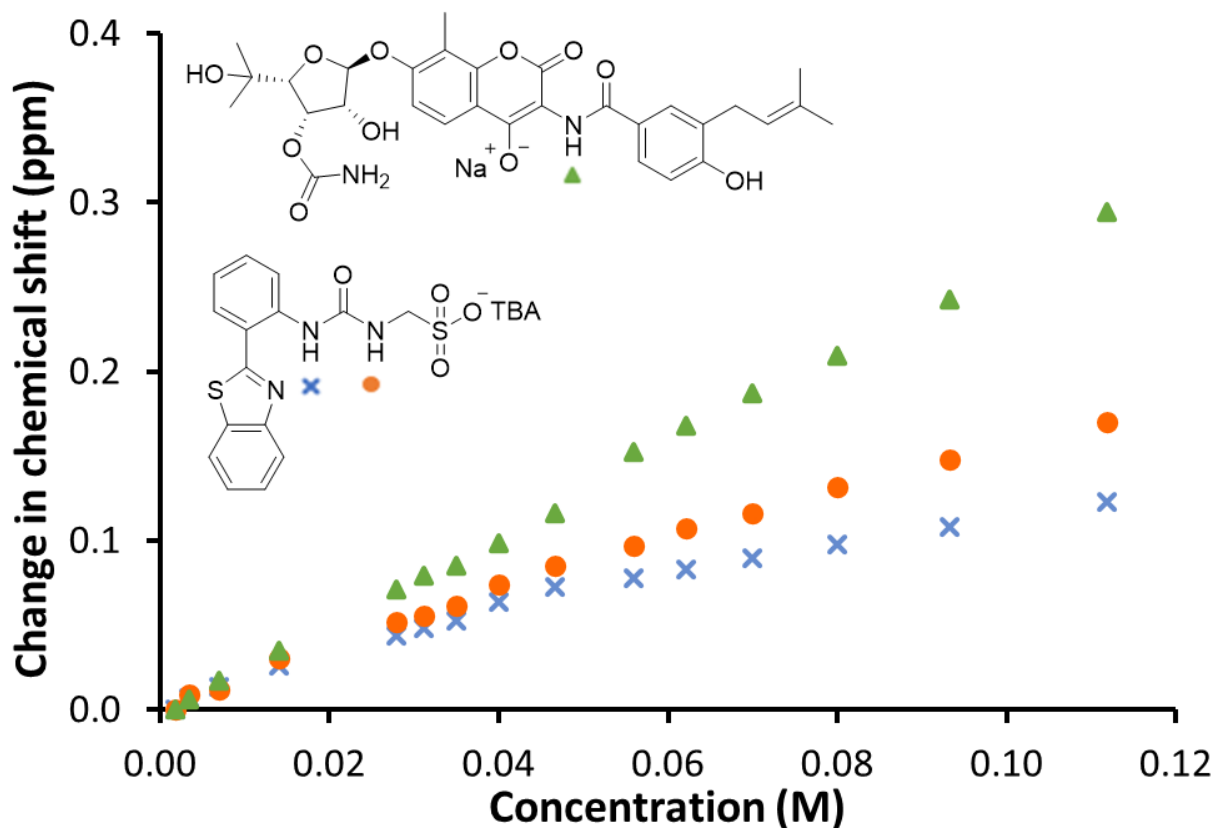 Change in chemical shift (ppm)
0.4
0.3
0.2
0.1
0.0
HO
O
O
O
O
O
OH
O
NH2
O
Na
+
O
−
N
H
O
OH
O
N
H
N
H
O
S
O
O
−
TBA
S
N
0.00 0.02 0.04 0.06 0.08 0.10 0.12
Concentration (M)